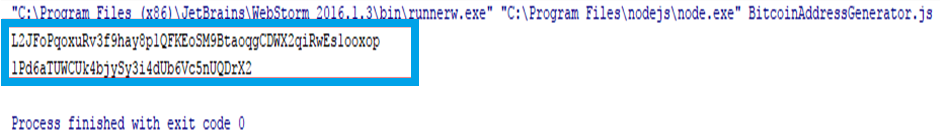 "C:\Program Files (x86)\JetBrains\WebStorm 2016.1.3\bin\runnerw.exe" "C:\Program Files\nodejs\node.exe" BitcoinAddressGenerator.js
L2JFoPqoxuRv3f9hay8p1QFKEoSM9BtaoqgCDWX2qiRwEs1ooxop
1Pd6aTUWCUk4bjySy3i4dUb6Vc5nUQDrX2
Process finished with exit code 0